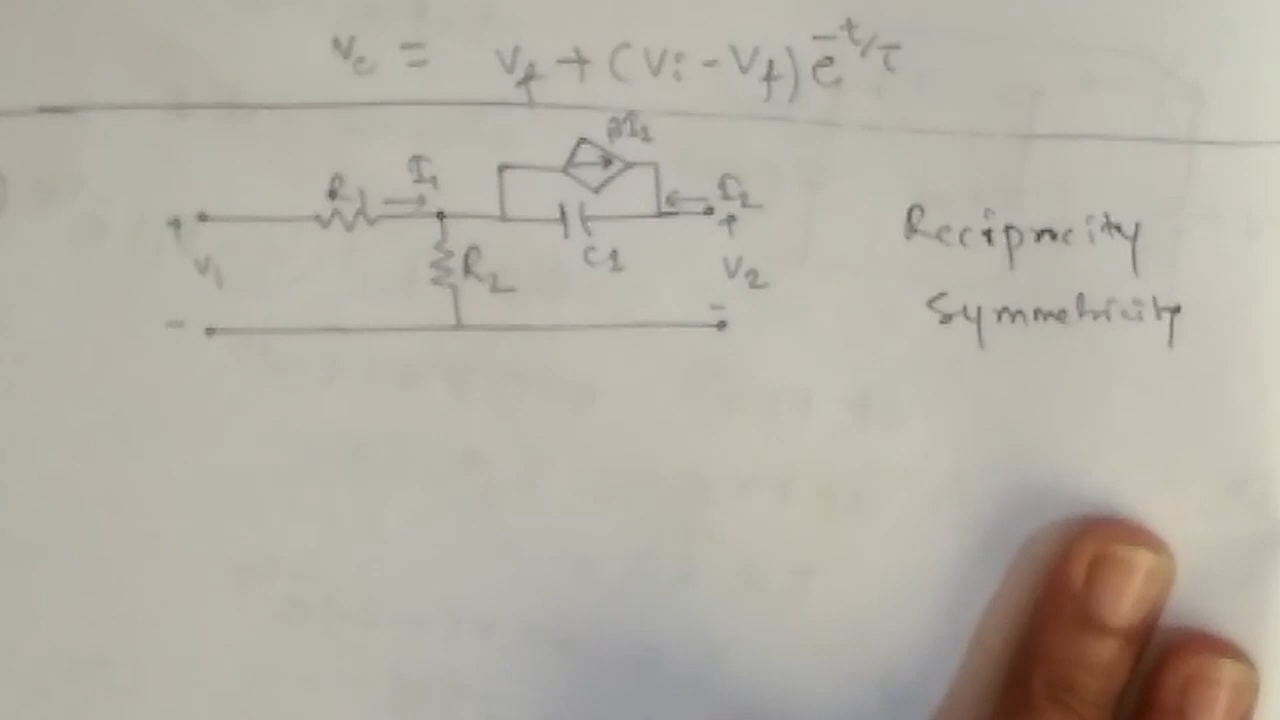 Vc = Vf + (Vi - Vf) e^-t/τ
βI1
R1 I1 I2
+ +
R2 C1
V1 V2
- -
Reciprocity
Symmetricity